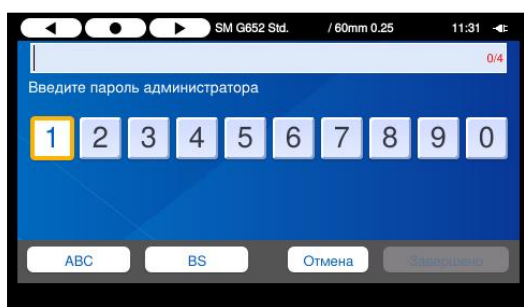 SM G652 Std. / 60mm 0.25 11:31
0/4
Введите пароль администратора
1 2 3 4 5 6 7 8 9 0
ABC BS Отмена Завершено